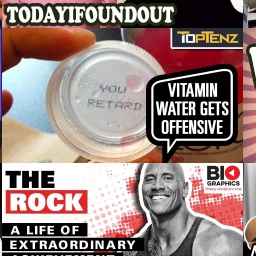 TODAYIFOUNDOUT
TOPTENZ
YOU
RETARD
VITAMIN
WATER GETS
OFFENSIVE
THE
ROCK
BIO
GRAPHICS
A LIFE OF
EXTRAORDINARY